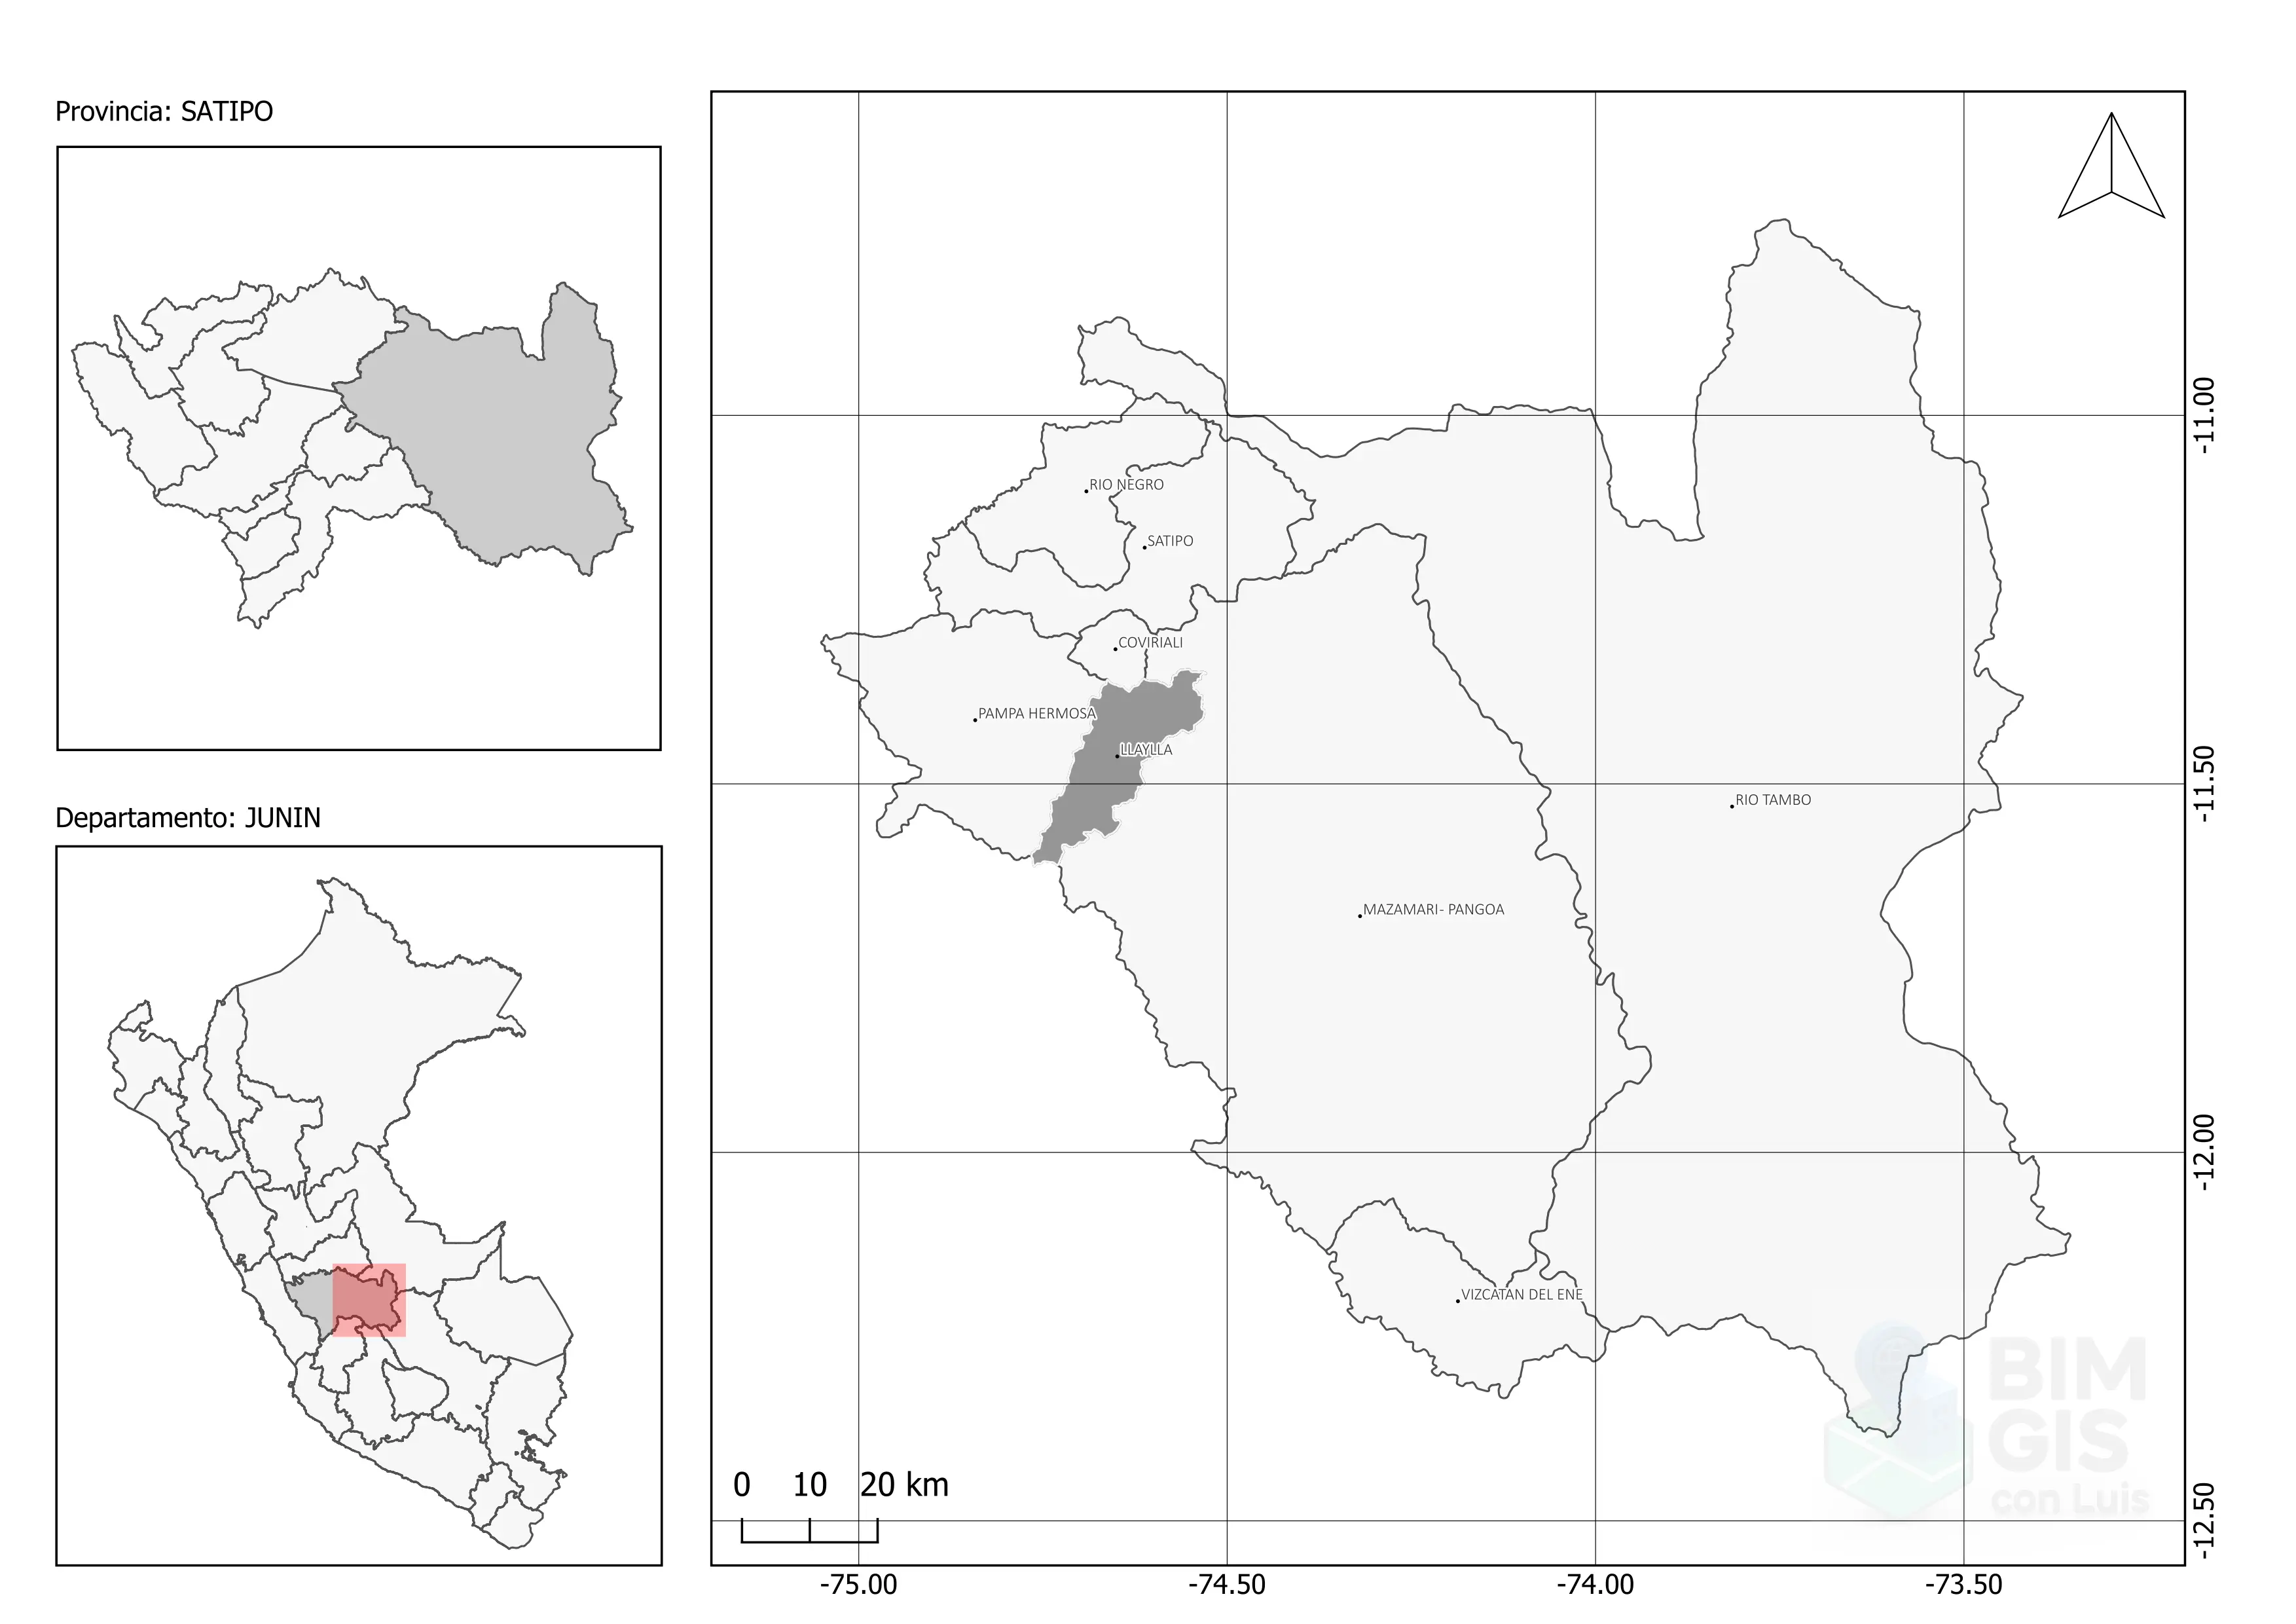 Provincia: SATIPO
Departamento: JUNIN
RIO NEGRO
SATIPO
COVIRIALI
PAMPA HERMOSA
LLAYLLA
RIO TAMBO
MAZAMARI - PANGOA
VIZCATAN DEL ENE
0 10 20 km
-75.00 -74.50 -74.00 -73.50
-11.00
-11.50
-12.00
-12.50
BIM
GIS
con Luis